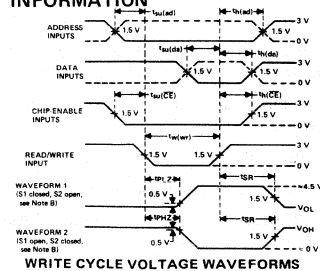 INFORMATION
tsu(ad) th(ad)
ADDRESS INPUTS 1.5 V 1.5 V 3 V 0 V
tsu(da) th(da)
DATA INPUTS 1.5 V 1.5 V 3 V 0 V
tsu(CE) th(CE)
CHIP-ENABLE INPUTS 1.5 V 1.5 V 3 V 0 V
tw(wr)
READ/WRITE INPUT 1.5 V 1.5 V 3 V 0 V
tPLZ tSR
WAVEFORM 1 0.5 V 4.5 V
(S1 closed, S2 open, 1.5 V
see Note B) VOL
tPHZ tSR
WAVEFORM 2 VOH
(S1 open, S2 closed, 1.5 V
see Note B) 0.5 V 0 V
WRITE CYCLE VOLTAGE WAVEFORMS